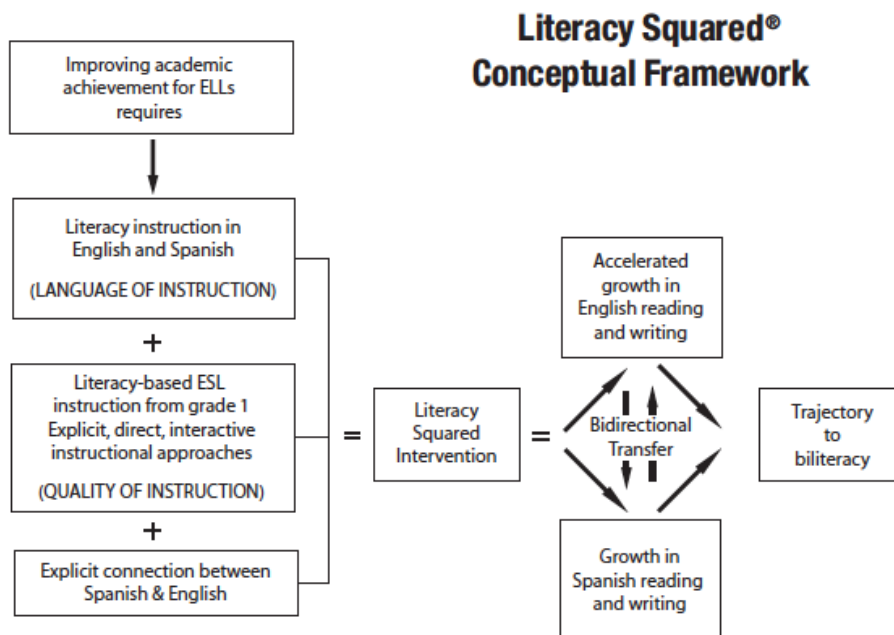 Literacy Squared®
Conceptual Framework
Improving academic
achievement for ELLs
requires
Literacy instruction in
English and Spanish
(LANGUAGE OF INSTRUCTION)
+
Literacy-based ESL
instruction from grade 1
Explicit, direct, interactive
instructional approaches
(QUALITY OF INSTRUCTION)
+
Explicit connection between
Spanish & English
=
Literacy
Squared
Intervention
=
Accelerated
growth in
English reading
and writing
Bidirectional
Transfer
Growth in
Spanish reading
and writing
Trajectory
to
biliteracy